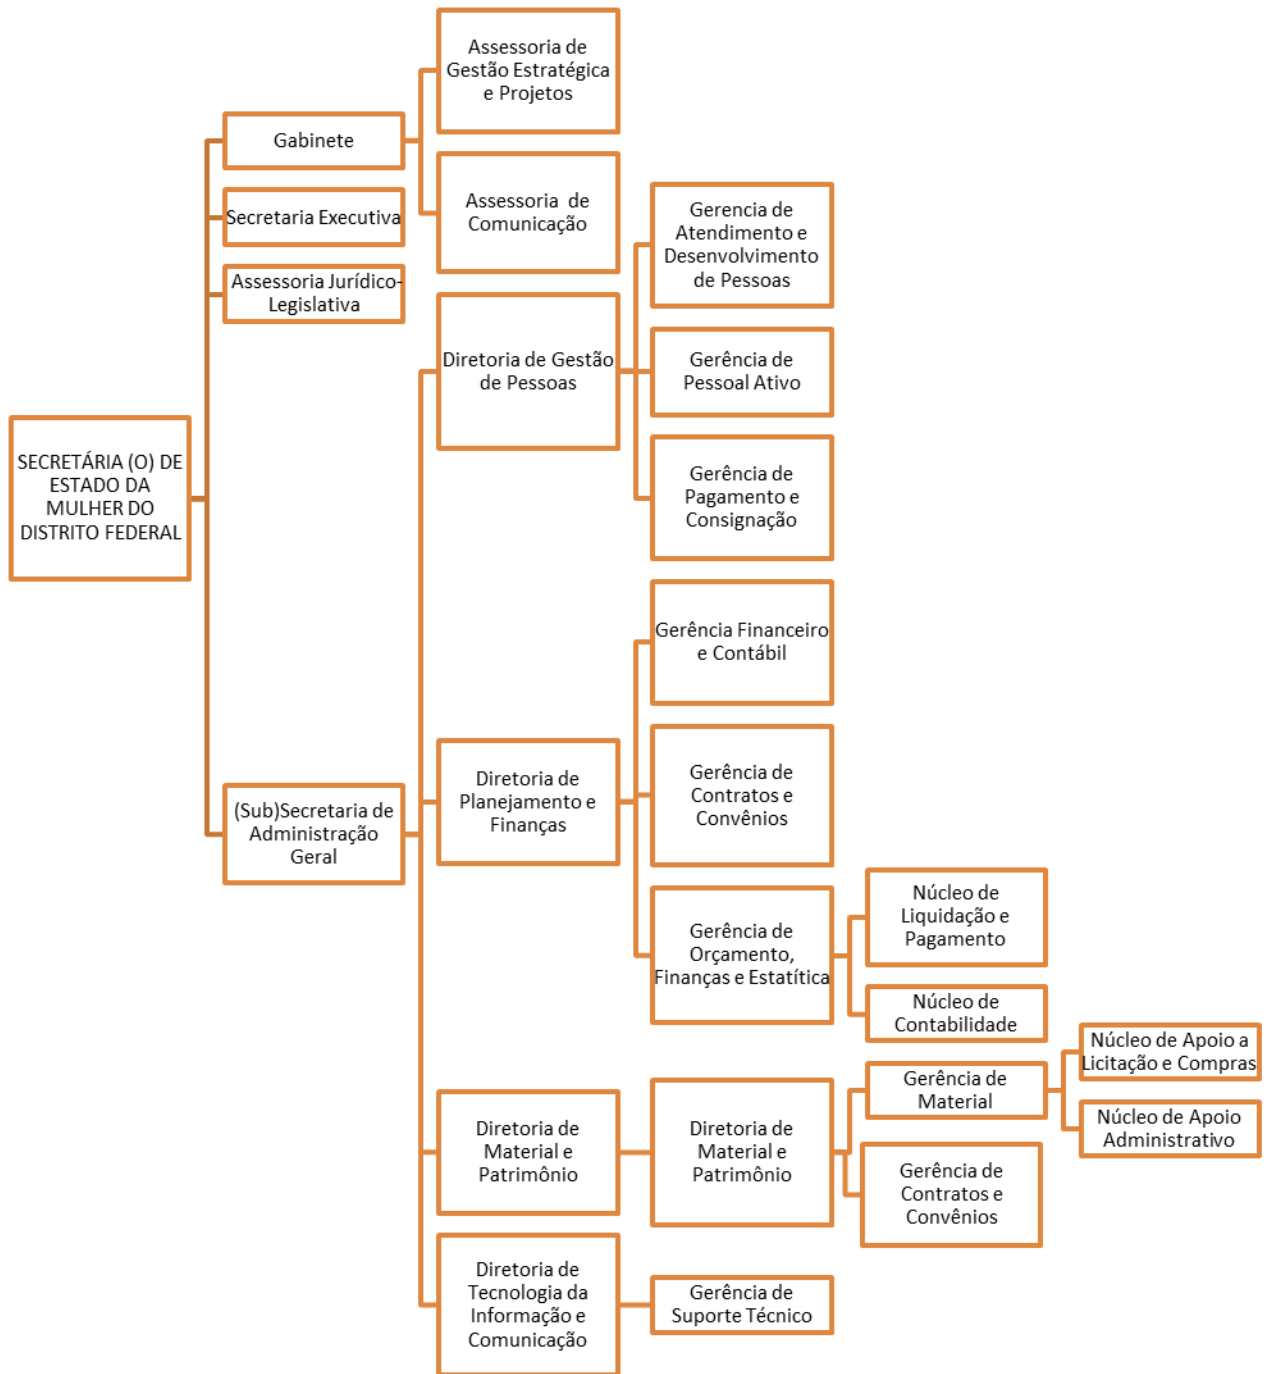 SECRETÁRIA (O) DE
ESTADO DA
MULHER DO
DISTRITO FEDERAL
Gabinete
Assessoria de
Gestão Estratégica
e Projetos
Assessoria  de
Comunicação
Secretaria Executiva
Assessoria Jurídico-
Legislativa
(Sub)Secretaria de
Administração
Geral
Diretoria de Gestão
de Pessoas
Gerencia de
Atendimento e
Desenvolvimento
de Pessoas
Gerência de
Pessoal Ativo
Gerência de
Pagamento e
Consignação
Diretoria de
Planejamento e
Finanças
Gerência Financeiro
e Contábil
Gerência de
Contratos e
Convênios
Gerência de
Orçamento,
Finanças e Estatítica
Núcleo de
Liquidação e
Pagamento
Núcleo de
Contabilidade
Diretoria de
Material e
Patrimônio
Diretoria de
Material e
Patrimônio
Gerência de
Material
Núcleo de Apoio a
Licitação e Compras
Núcleo de Apoio
Administrativo
Gerência de
Contratos e
Convênios
Diretoria de
Tecnologia da
Informação e
Comunicação
Gerência de
Suporte Técnico